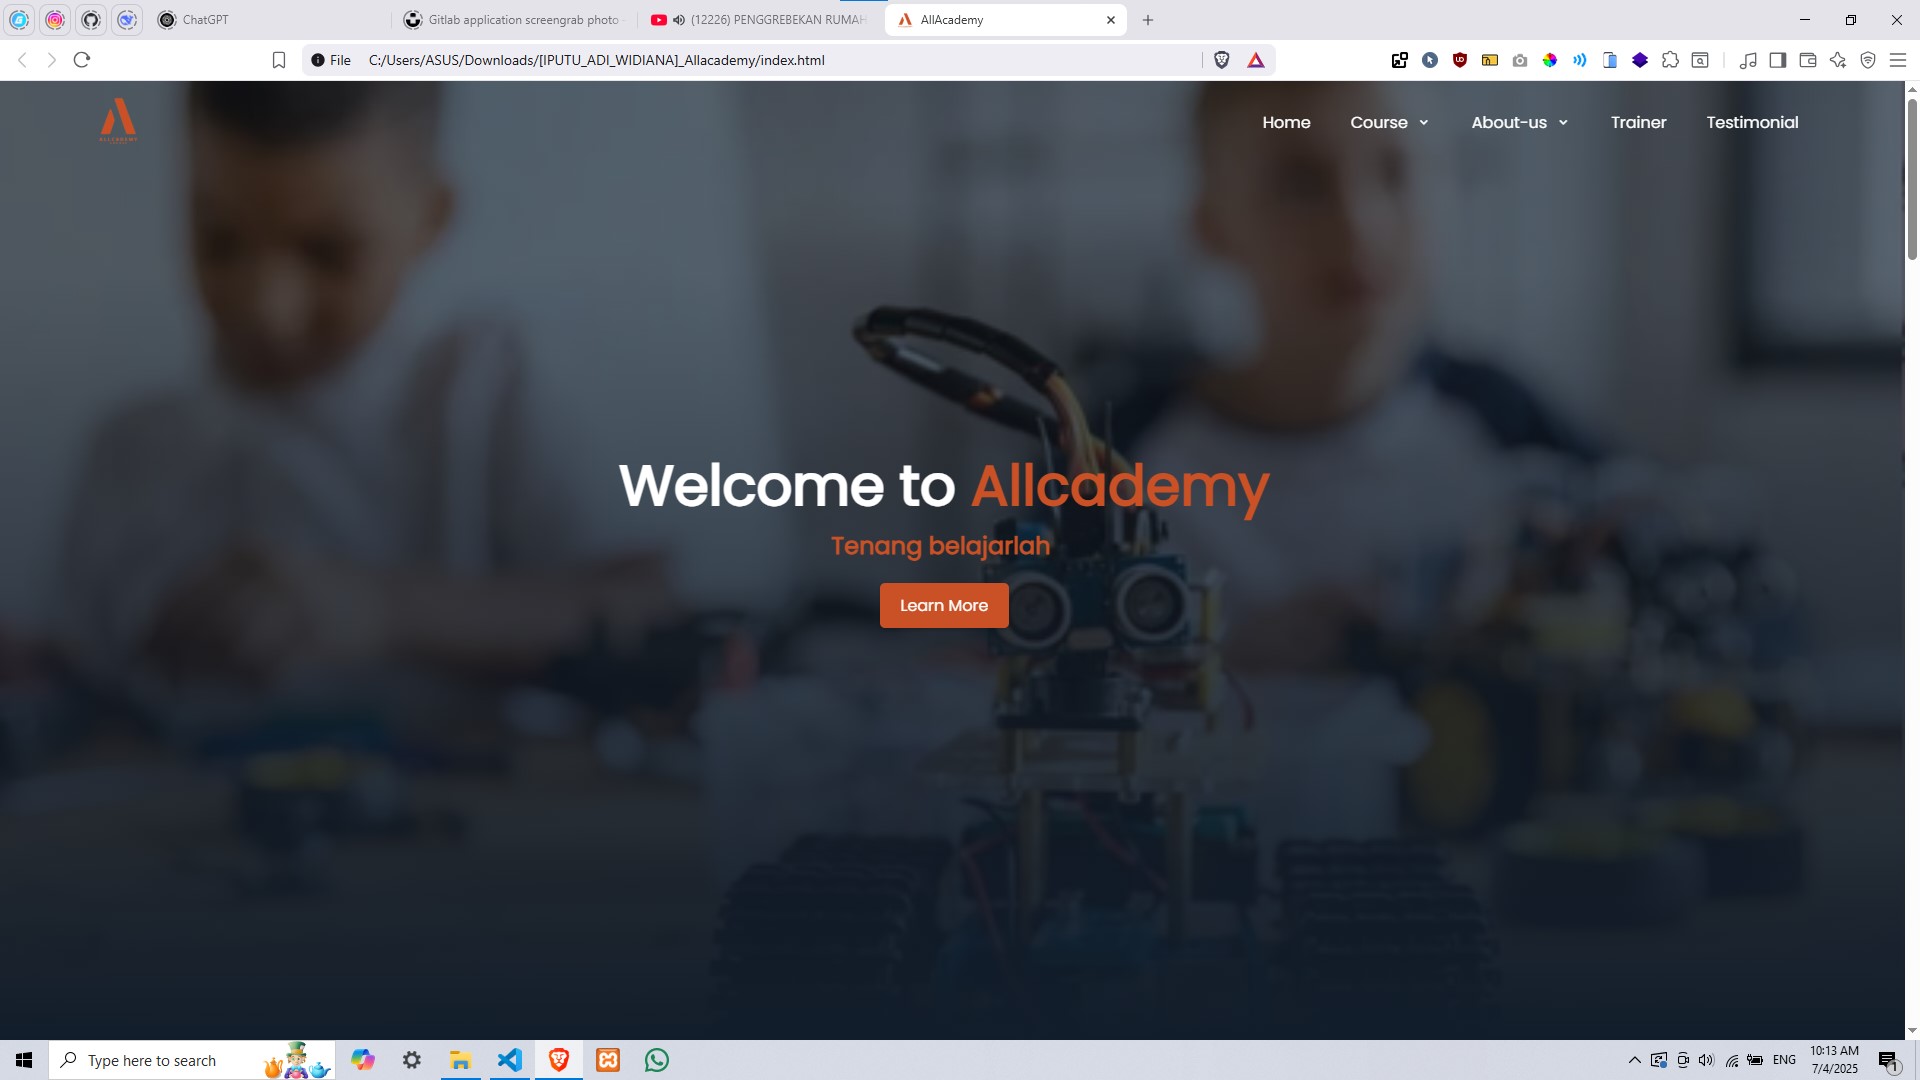 ChatGPT
Gitlab application screengrab photo
(12226) PENGGREBEKAN RUMAH
AllAcademy
File C:/Users/ASUS/Downloads/[IPUTU_ADI_WIDIANA]_Allacademy/index.html
ALLCADEMY
Home Course About-us Trainer Testimonial
Welcome to Allcademy
Tenang belajarlah
Learn More
Type here to search
ENG
10:13 AM
7/4/2025
1